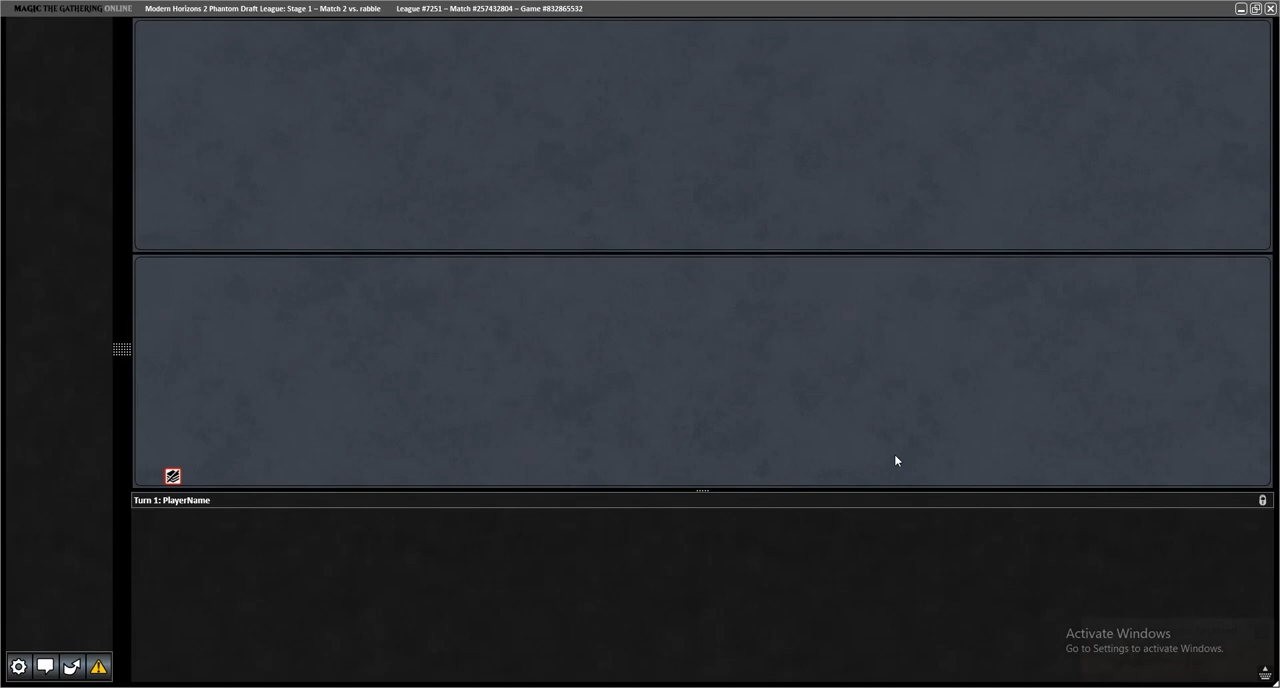 MAGIC THE GATHERING ONLINE Modern Horizons 2 Phantom Draft League: Stage 1 – Match 2 vs. rabble League #7251 – Match #257432804 – Game #832865532
Turn 1: PlayerName
Activate Windows
Go to Settings to activate Windows.